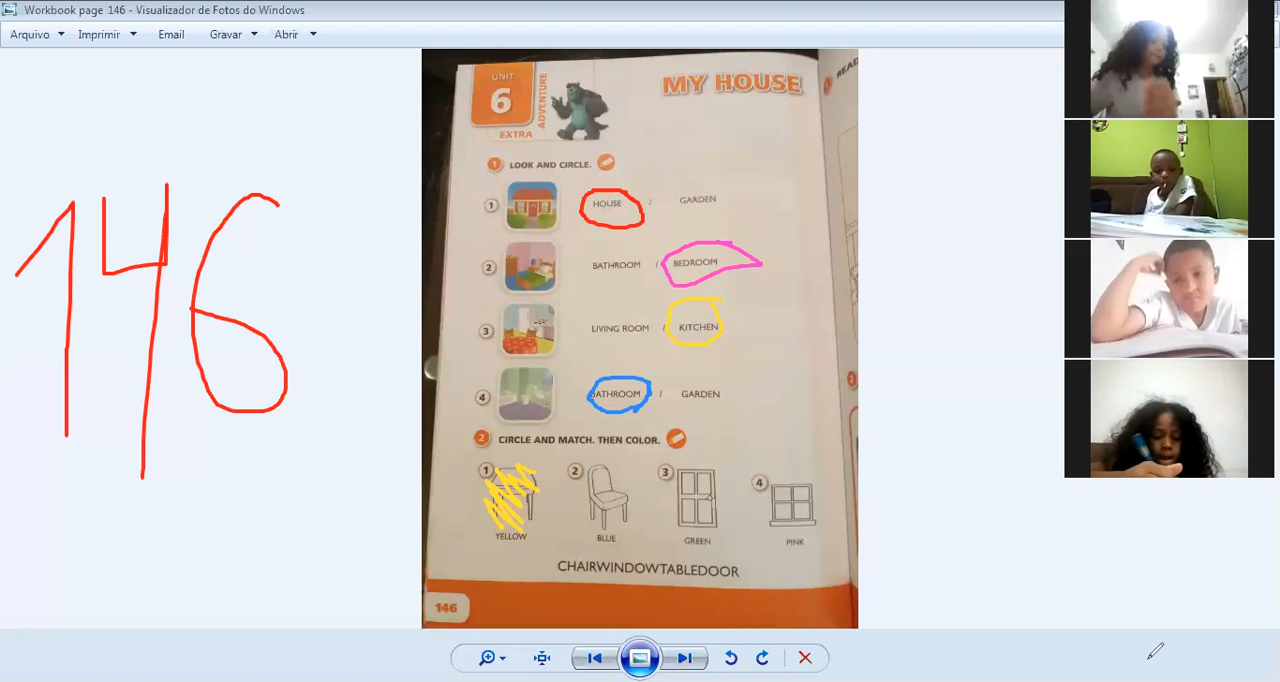 Workbook page 146 - Visualizador de Fotos do Windows
Arquivo Imprimir Email Gravar Abrir
146
UNIT
6
EXTRA
ADVENTURE
MY HOUSE
1 LOOK AND CIRCLE.
1 HOUSE / GARDEN
2 BATHROOM / BEDROOM
3 LIVING ROOM / KITCHEN
4 BATHROOM / GARDEN
2 CIRCLE AND MATCH. THEN COLOR.
1 2 3 4
YELLOW BLUE GREEN PINK
CHAIRWINDOWTABLEDOOR
146
READ